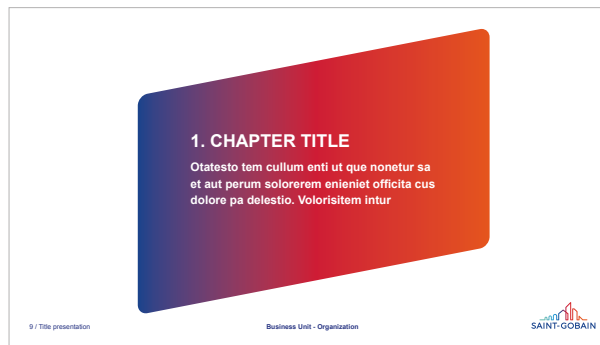 1. CHAPTER TITLE
Otatesto tem cullum enti ut que nonetur sa
et aut perum solorerem enieniet officita cus
dolore pa delestio. Volorisitem intur
9 / Title presentation
Business Unit - Organization
SAINT-GOBAIN